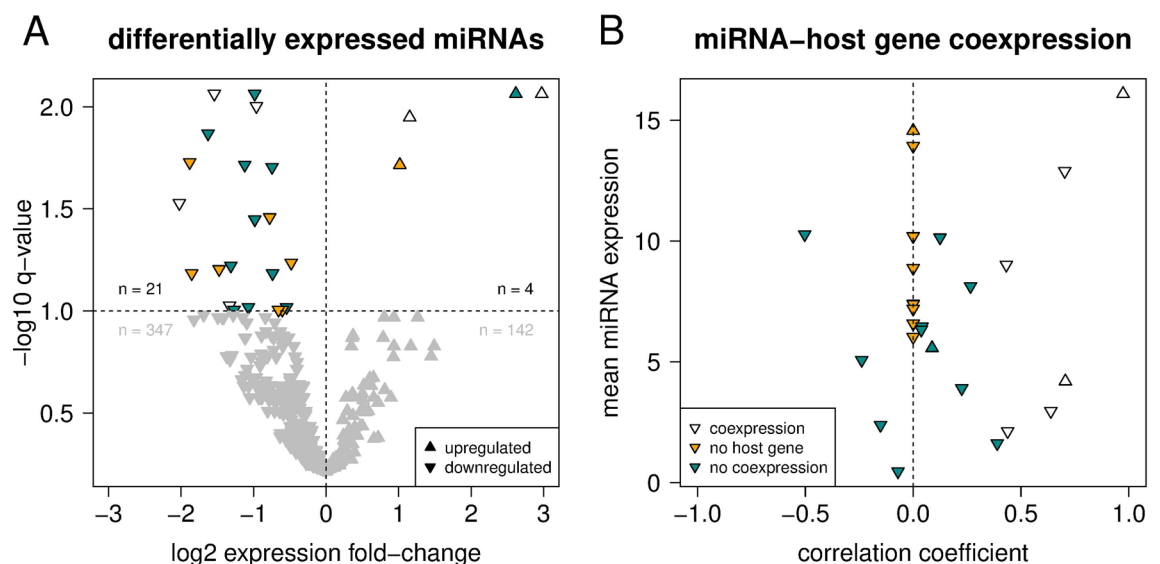 A
differentially expressed miRNAs
−log10 q−value
2.0
1.5
1.0
0.5
n = 21
n = 4
n = 347
n = 142
upregulated
downregulated
−3
−2
−1
0
1
2
3
log2 expression fold−change
B
miRNA−host gene coexpression
mean miRNA expression
15
10
5
0
coexpression
no host gene
no coexpression
−1.0
−0.5
0.0
0.5
1.0
correlation coefficient